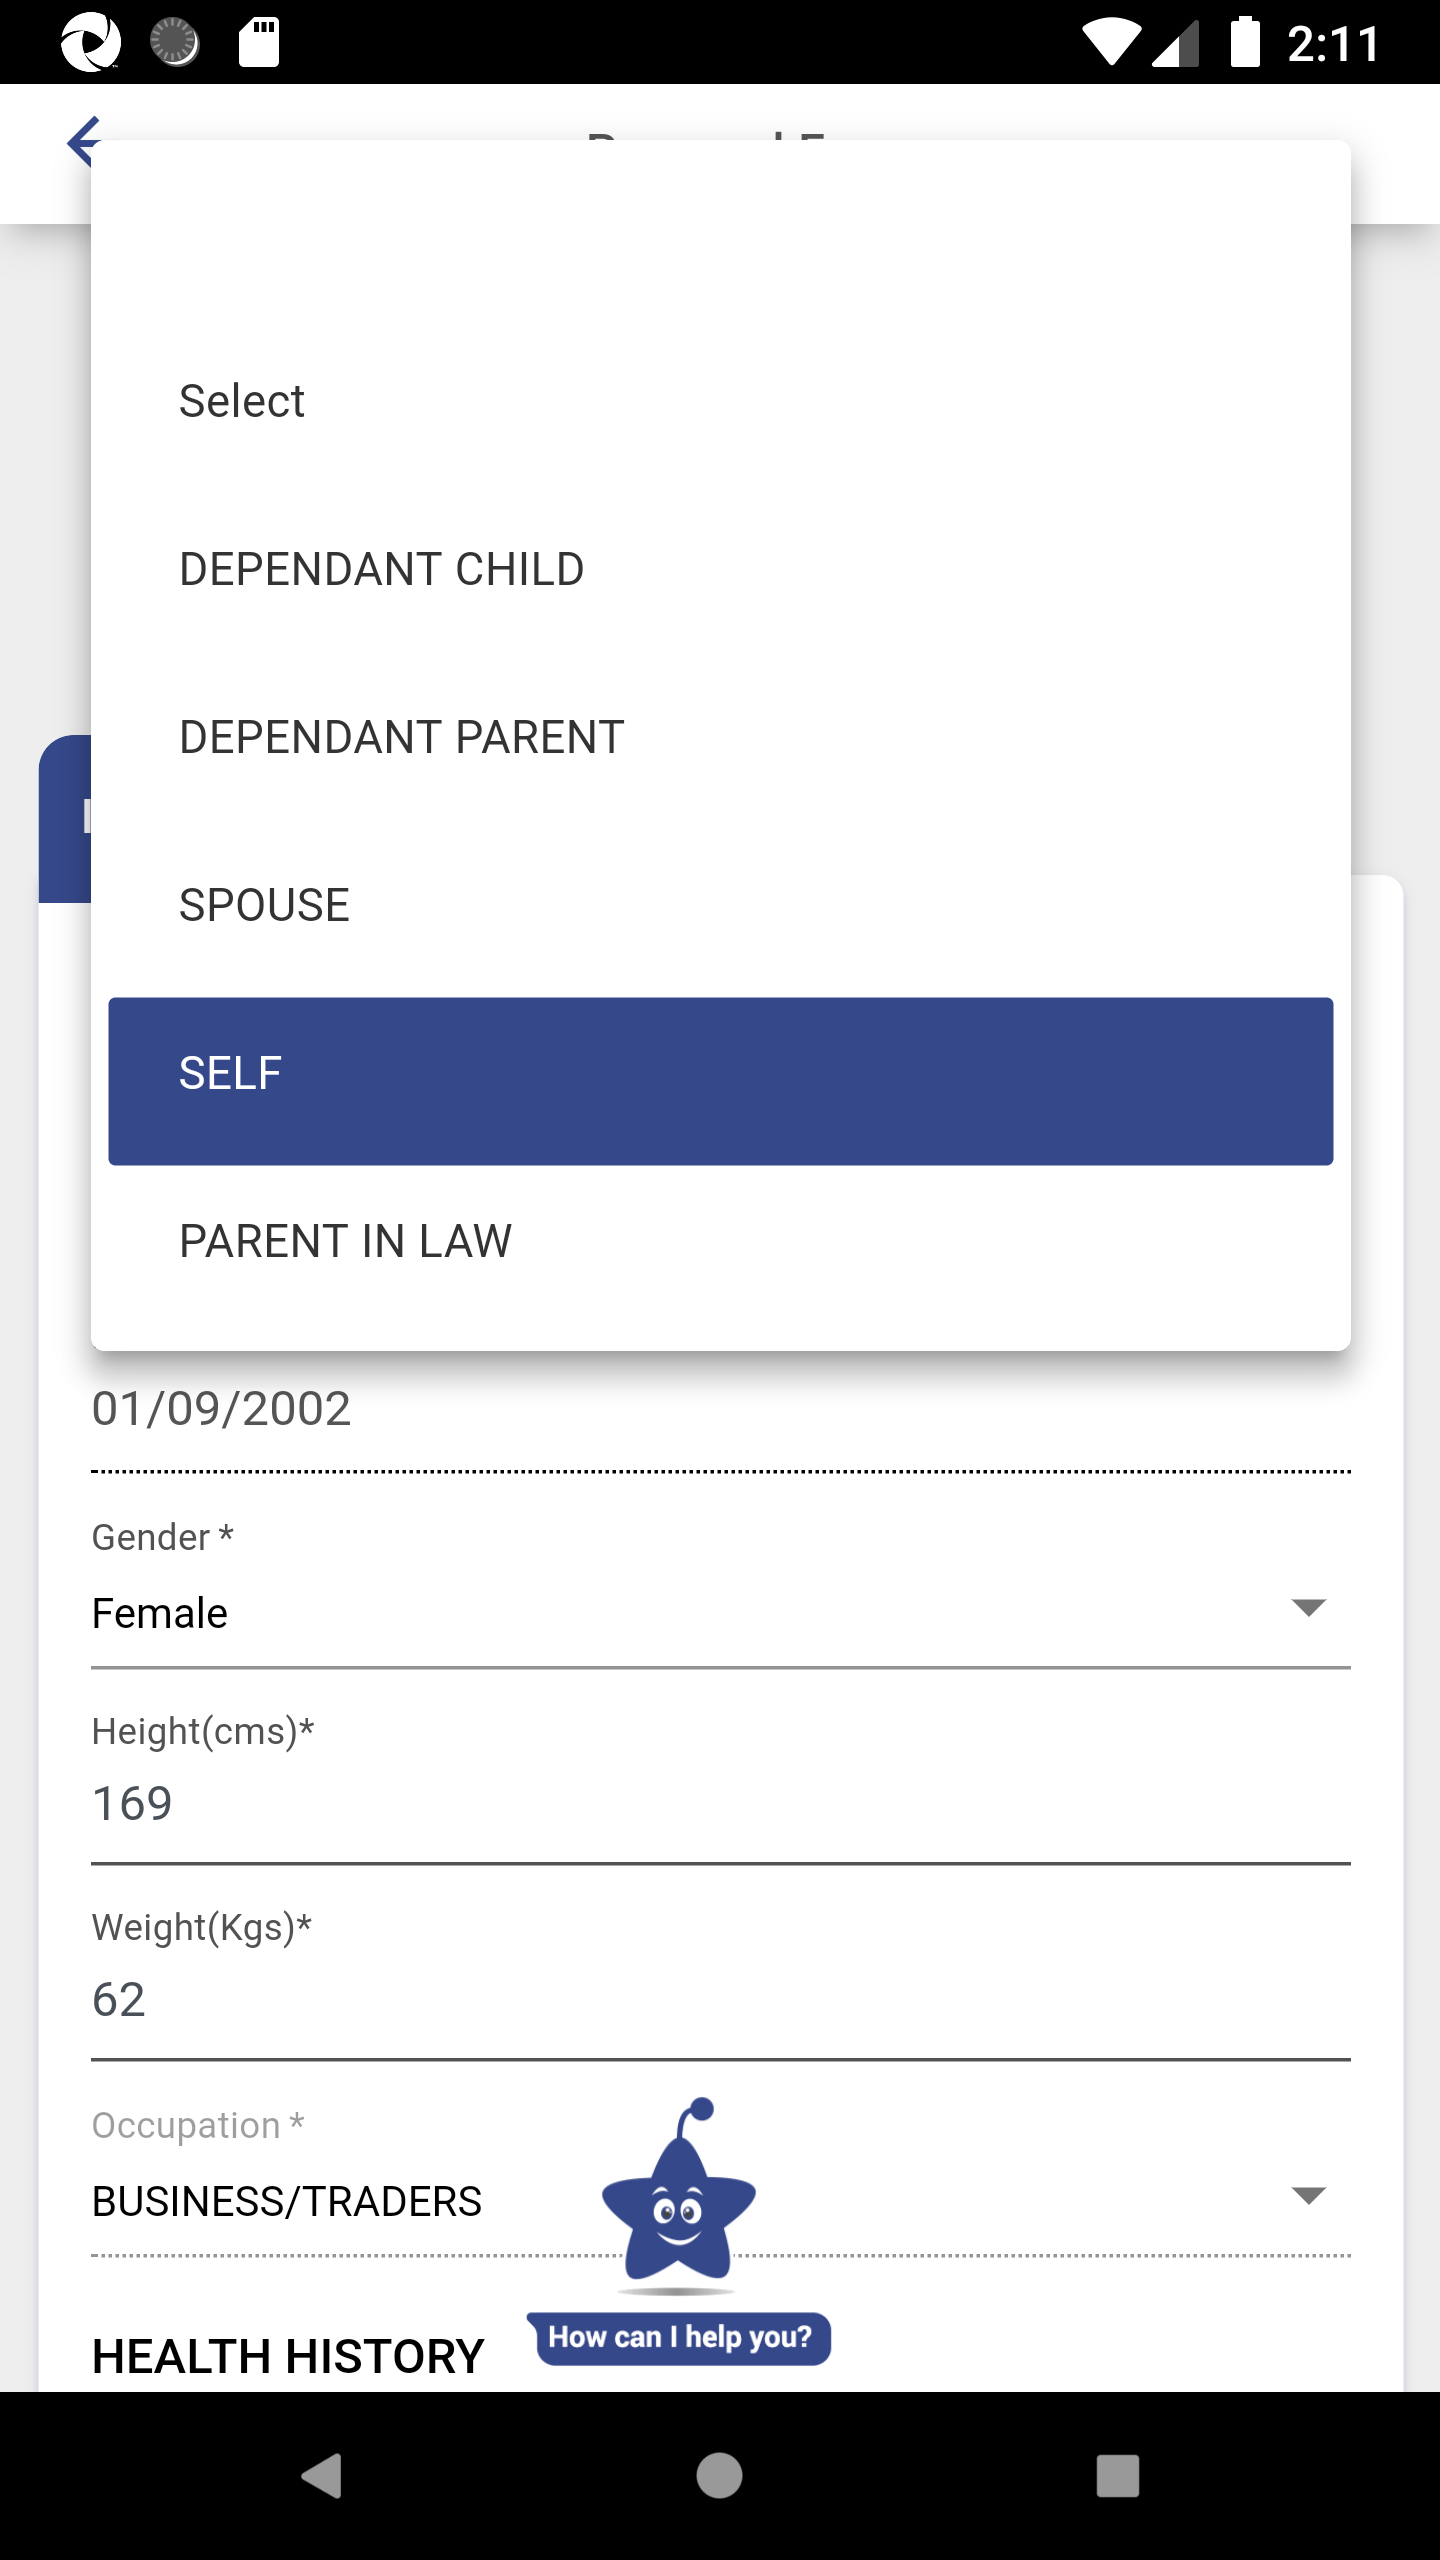 2:11
Select
DEPENDANT CHILD
DEPENDANT PARENT
SPOUSE
SELF
PARENT IN LAW
01/09/2002
Gender *
Female
Height(cms)*
169
Weight(Kgs)*
62
Occupation *
BUSINESS/TRADERS
How can I help you?
HEALTH HISTORY